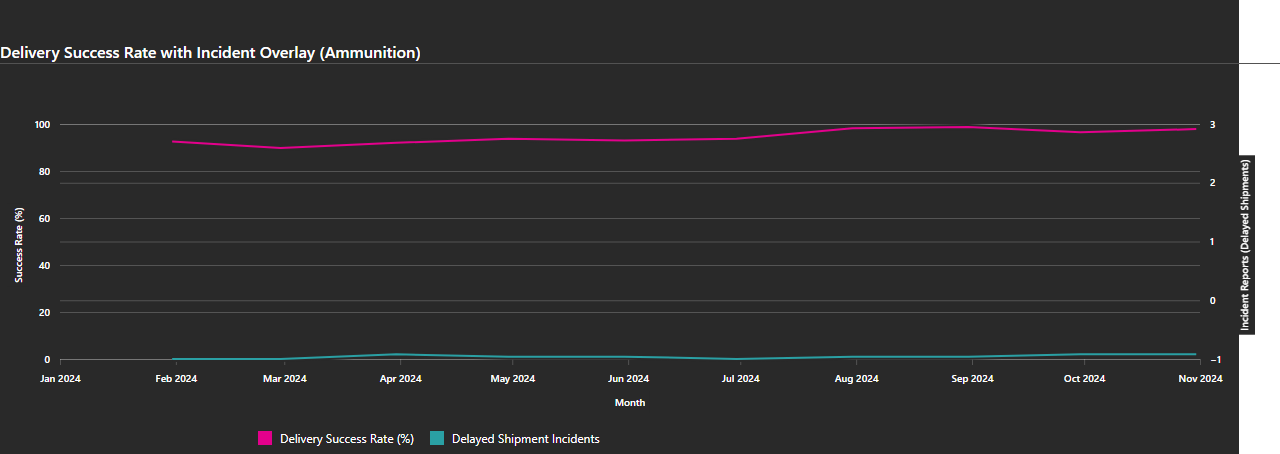 Delivery Success Rate with Incident Overlay (Ammunition)
100
80
60
40
20
0
Success Rate (%)
3
2
1
0
−1
Incident Reports (Delayed Shipments)
Jan 2024
Feb 2024
Mar 2024
Apr 2024
May 2024
Jun 2024
Jul 2024
Aug 2024
Sep 2024
Oct 2024
Nov 2024
Month
Delivery Success Rate (%)
Delayed Shipment Incidents